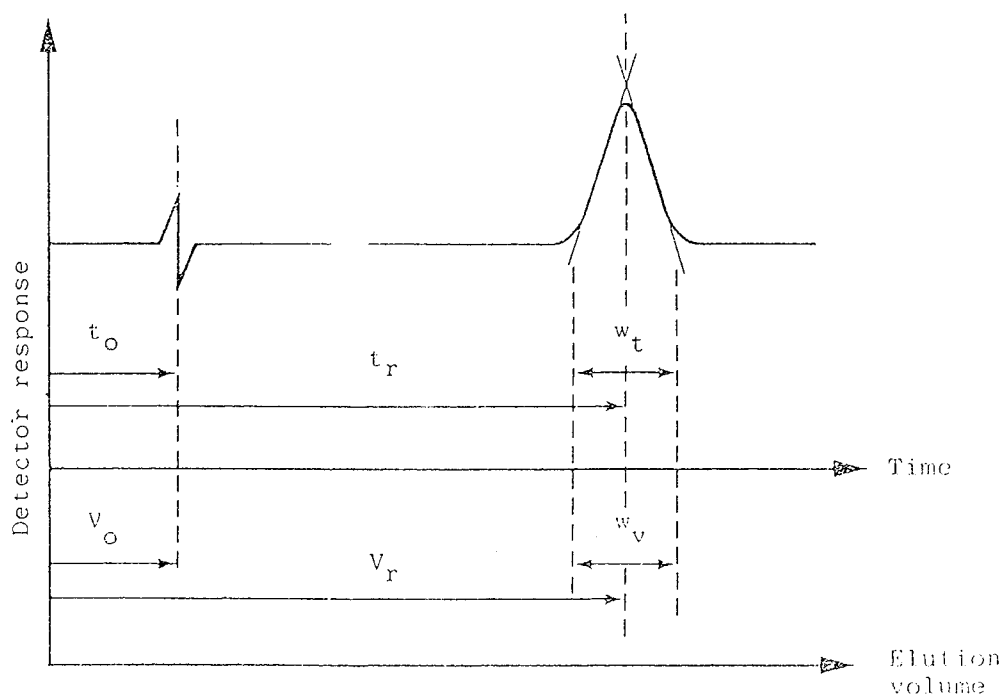 Detector response
t_o
t_r
w_t
Time
V_o
V_r
w_v
Elution
volume